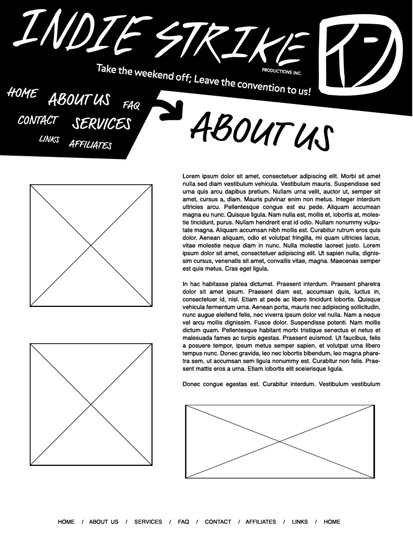 INDIE STRIKE
PRODUCTIONS INC.
Take the weekend off; Leave the convention to us!
HOME ABOUT US FAQ
CONTACT SERVICES
LINKS AFFILIATES
ABOUT US
Lorem ipsum dolor sit amet, consectetuer adipiscing elit. Morbi sit amet
nulla sed diam vestibulum vehicula. Vestibulum mauris. Suspendisse sed
urna quis arcu dapibus pretium. Nullam urna velit, auctor ut, semper sit
amet, cursus a, diam. Mauris pulvinar enim non metus. Integer interdum
ultricies arcu. Pellentesque congue est eu pede. Aliquam accumsan
magna eu nunc. Quisque ligula. Nam nulla est, mollis et, lobortis at, moles-
tie tincidunt, purus. Nullam hendrerit erat id odio. Nullam nonummy vulpu-
tate magna. Aliquam accumsan nibh mollis est. Curabitur rutrum eros quis
dolor. Aenean aliquam, odio et volutpat fringilla, mi quam ultricies lacus,
vitae molestie neque diam in nunc. Nulla molestie laoreet justo. Lorem
ipsum dolor sit amet, consectetuer adipiscing elit. Ut sapien nulla, dignis-
sim cursus, venenatis sit amet, convallis vitae, magna. Maecenas semper
est quis metus. Cras eget ligula.
In hac habitasse platea dictumst. Praesent interdum. Praesent pharetra
dolor sit amet ipsum. Praesent diam est, accumsan quis, luctus in,
consectetuer id, nisl. Etiam at pede ac libero tincidunt lobortis. Quisque
vehicula fermentum urna. Aenean porta, mauris nec adipiscing sollicitudin,
nunc augue eleifend felis, nec viverra ipsum dolor vel nulla. Nam a neque
vel arcu mollis dignissim. Fusce dolor. Suspendisse potenti. Nam mollis
dictum quam. Pellentesque habitant morbi tristique senectus et netus et
malesuada fames ac turpis egestas. Praesent euismod. Ut faucibus, felis
a posuere tempor, ipsum metus semper sapien, et volutpat urna libero
tempus nunc. Donec gravida, leo nec lobortis bibendum, leo magna phare-
tra sem, ut accumsan sem ligula nonummy est. Curabitur non felis. Prae-
sent mattis eros a urna. Etiam lobortis elit scelerisque ligula.
Donec congue egestas est. Curabitur interdum. Vestibulum vestibulum
HOME / ABOUT US / SERVICES / FAQ / CONTACT / AFFILIATES / LINKS / HOME